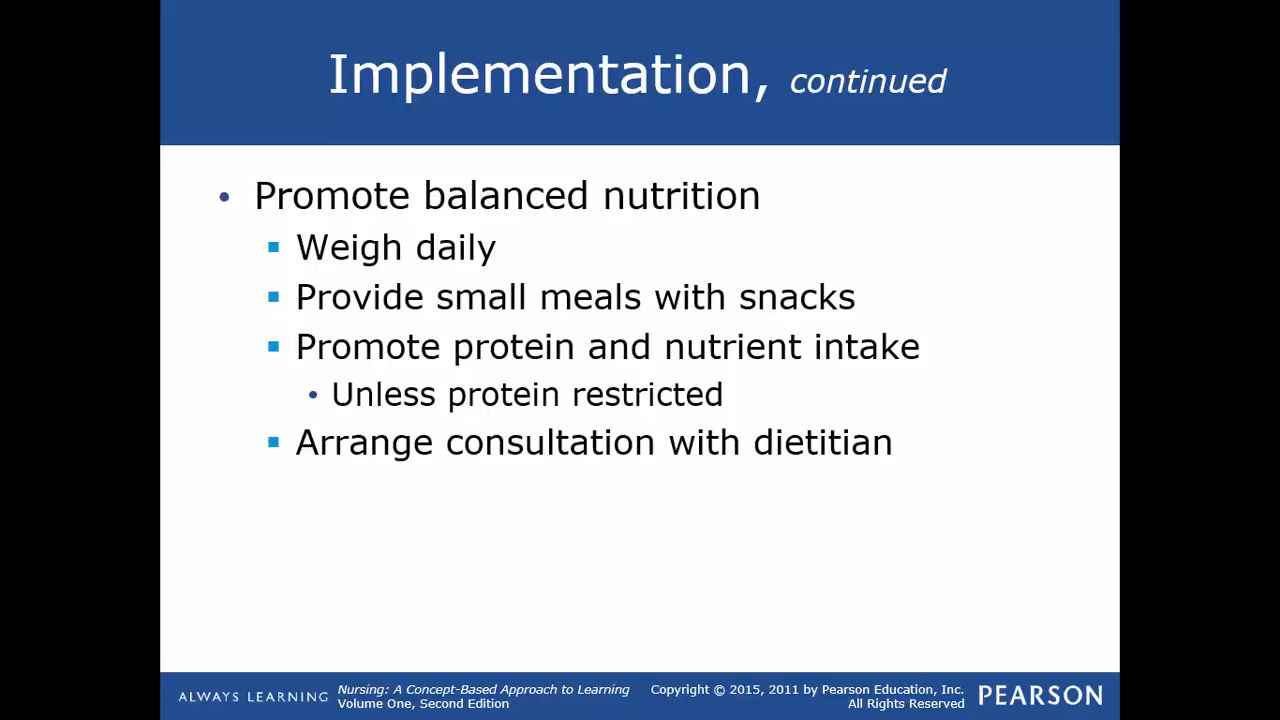 Implementation, continued
• Promote balanced nutrition
▪ Weigh daily
▪ Provide small meals with snacks
▪ Promote protein and nutrient intake
• Unless protein restricted
▪ Arrange consultation with dietitian
ALWAYS LEARNING
Nursing: A Concept-Based Approach to Learning
Volume One, Second Edition
Copyright © 2015, 2011 by Pearson Education, Inc.
All Rights Reserved
PEARSON